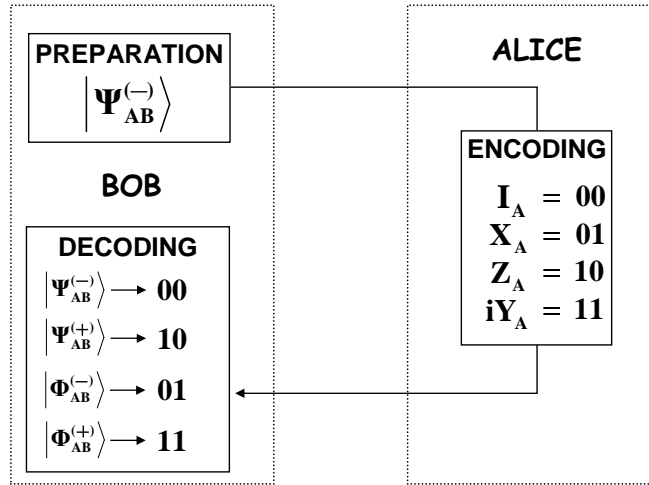 PREPARATION
|Ψ_AB^(−)⟩
BOB
DECODING
|Ψ_AB^(−)⟩ → 00
|Ψ_AB^(+)⟩ → 10
|Φ_AB^(−)⟩ → 01
|Φ_AB^(+)⟩ → 11
ALICE
ENCODING
I_A = 00
X_A = 01
Z_A = 10
iY_A = 11